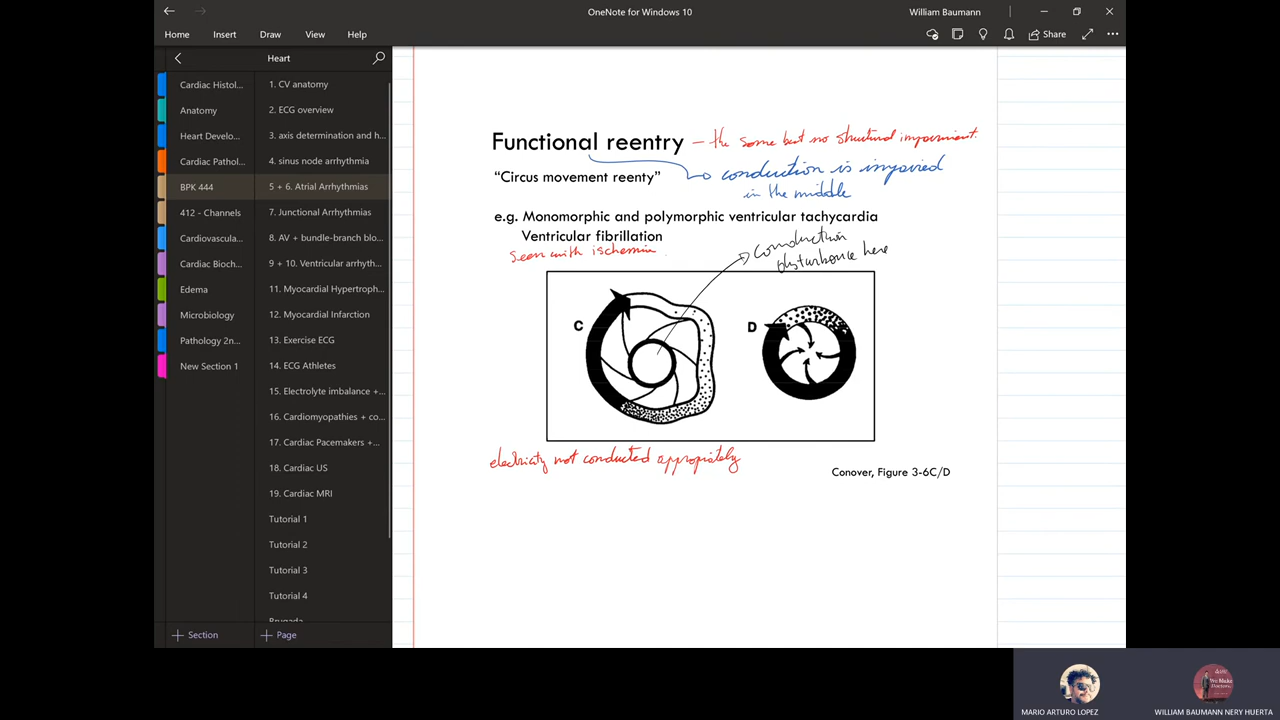 OneNote for Windows 10
William Baumann
Home Insert Draw View Help
Share
Heart
Cardiac Histol...
Anatomy
Heart Develo...
Cardiac Pathol...
BPK 444
412 - Channels
Cardiovascula...
Cardiac Bioch...
Edema
Microbiology
Pathology 2n...
New Section 1
1. CV anatomy
2. ECG overview
3. axis determination and h...
4. sinus node arrhythmia
5 + 6. Atrial Arrhythmias
7. Junctional Arrhythmias
8. AV + bundle-branch blo...
9 + 10. Ventricular arryth...
11. Myocardial Hypertroph...
12. Myocardial Infarction
13. Exercise ECG
14. ECG Athletes
15. Electrolyte imbalance +...
16. Cardiomyopathies + co...
17. Cardiac Pacemakers +...
18. Cardiac US
19. Cardiac MRI
Tutorial 1
Tutorial 2
Tutorial 3
Tutorial 4
+ Section
+ Page
Functional reentry – the same but no structural
"Circus movement reenty" conduction is impaired
in the middle
e.g. Monomorphic and polymorphic ventricular tachycardia
Ventricular fibrillation
seen with ischemia
conduction
disturbance here
C
D
electricity not conducted appropiately
Conover, Figure 3-6C/D
MARIO ARTURO LOPEZ
WILLIAM BAUMANN NERY HUERTA